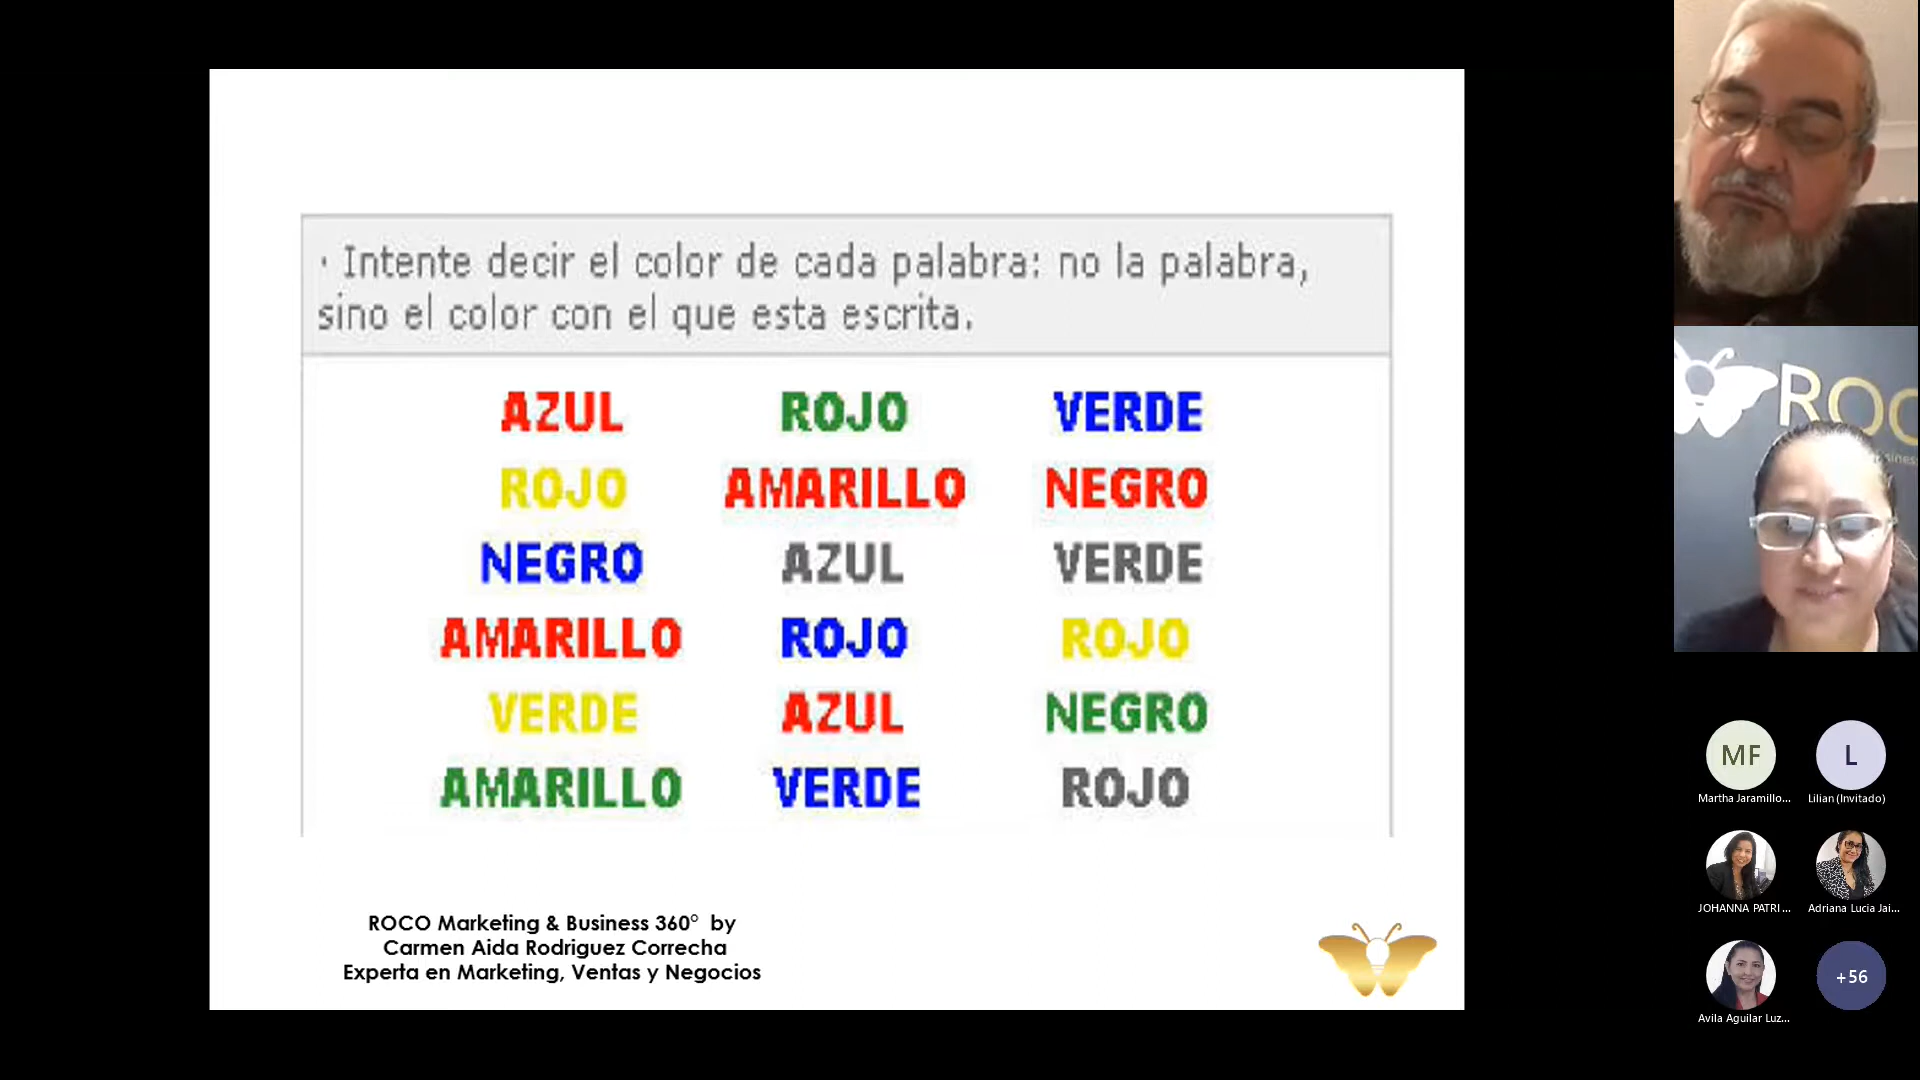 · Intente decir el color de cada palabra: no la palabra,
sino el color con el que esta escrita.
AZUL ROJO VERDE
ROJO AMARILLO NEGRO
NEGRO AZUL VERDE
AMARILLO ROJO ROJO
VERDE AZUL NEGRO
AMARILLO VERDE ROJO
ROCO Marketing & Business 360° by
Carmen Aida Rodriguez Correcha
Experta en Marketing, Ventas y Negocios
ROC
MF L
Martha Jaramillo... Lilian (Invitado)
JOHANNA PATRI... Adriana Lucía Jai...
+56
Avila Aguilar Luz...